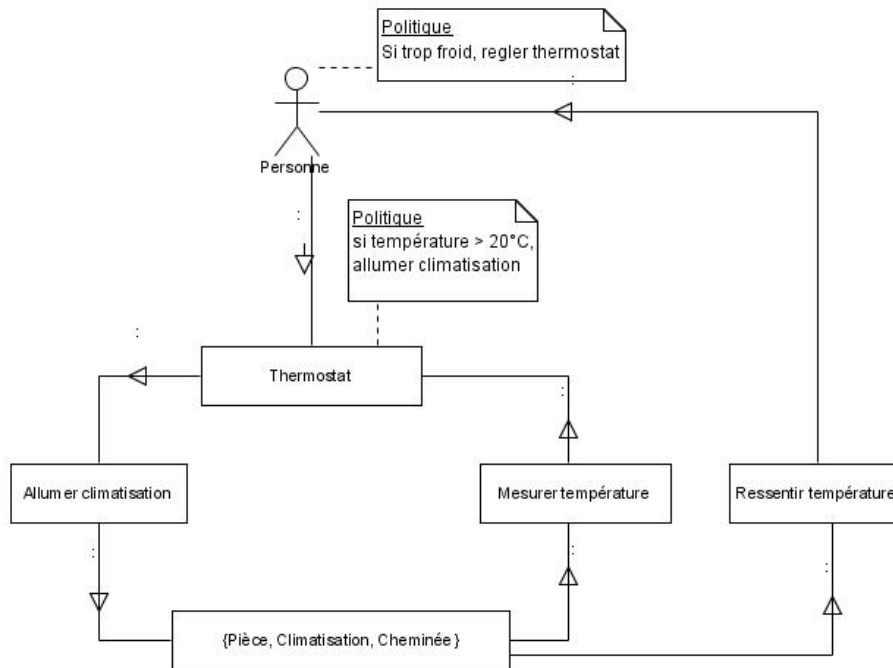 Politique
Si trop froid, regler thermostat
:
Personne
:
Politique
si température > 20°C,
allumer climatisation
:
Thermostat
:
Allumer climatisation
Mesurer température
Ressentir température
:
:
:
{Pièce, Climatisation, Cheminée }